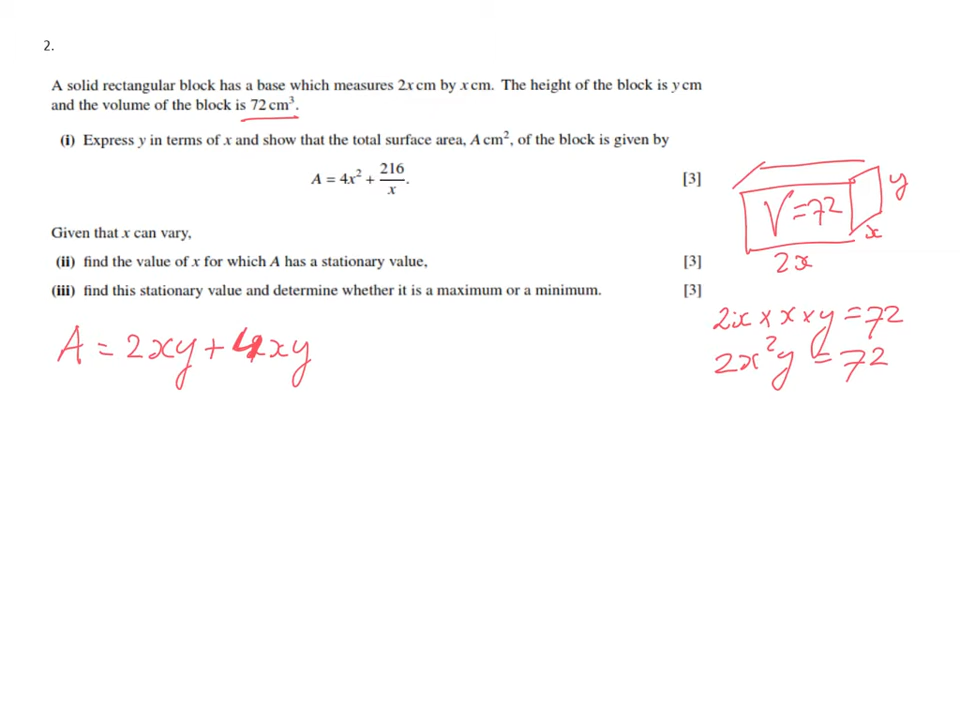 2.
A solid rectangular block has a base which measures 2x cm by x cm. The height of the block is y cm
and the volume of the block is 72 cm³.
(i) Express y in terms of x and show that the total surface area, A cm², of the block is given by
A = 4x² + 216/x. [3]
Given that x can vary,
(ii) find the value of x for which A has a stationary value, [3]
(iii) find this stationary value and determine whether it is a maximum or a minimum. [3]
V=72
y
x
2x
2x × x × y = 72
2x²y = 72
A = 2xy + 4xy